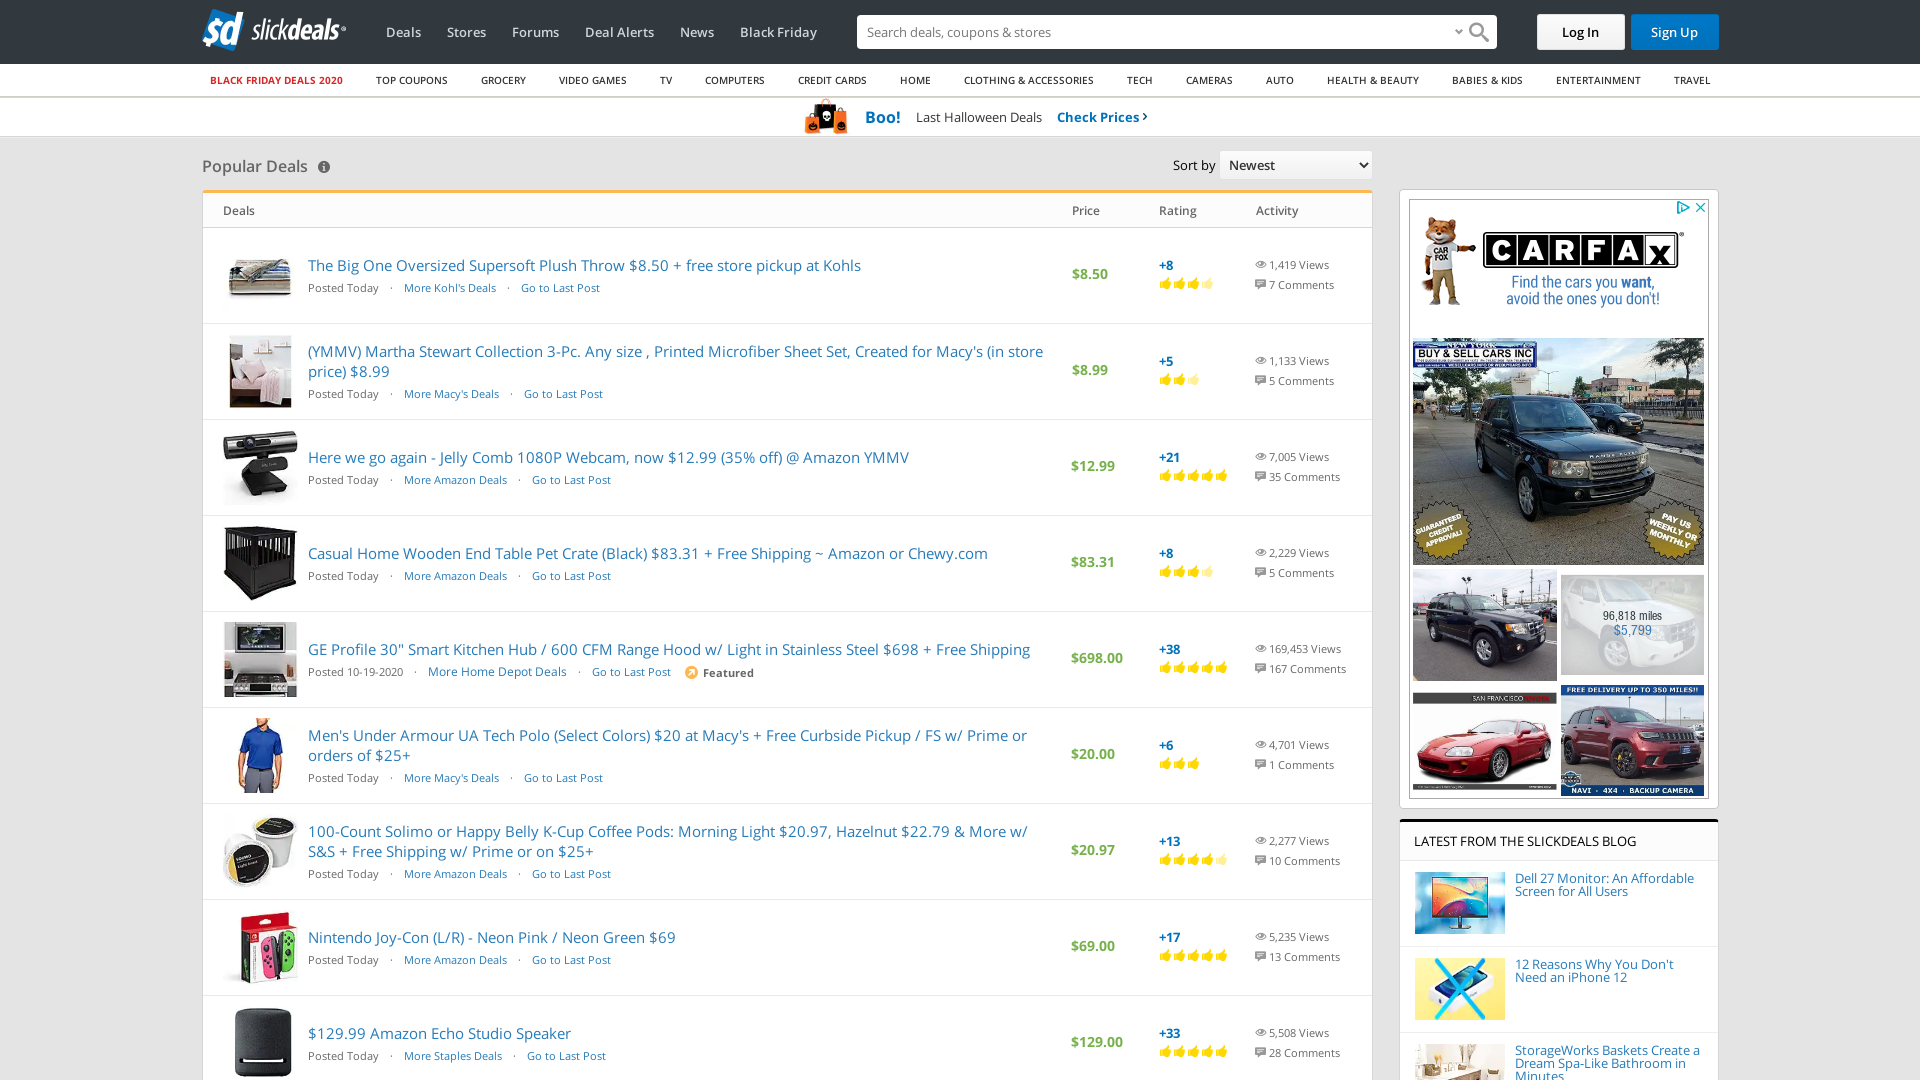 slickdeals
Deals Stores Forums Deal Alerts News Black Friday
Search deals, coupons & shopping
Log In
Sign Up
BLACK FRIDAY DEALS 2020 TOP COUPONS GROCERY VIDEO GAMES TV COMPUTERS CREDIT CARDS HOME CLOTHING & ACCESSORIES TECH CAMERAS AUTO HEALTH & BEAUTY BABIES & KIDS ENTERTAINMENT TRAVEL
Boo! Last Halloween Deals Check Prices
Popular Deals
Sort by Newest
Deals Price Rating Activity
The Big One Oversized Supersoft Plush Throw $8.50 + free store pickup at Kohls
Posted Today · More Kohl's Deals · Go to Last Post
$8.50
+8
1,419 Views
7 Comments
(YMMV) Martha Stewart Collection 3-Pc. Any size , Printed Microfiber Sheet Set, Created for Macy's (in store
price) $8.99
Posted Today · More Macy's Deals · Go to Last Post
$8.99
+5
1,133 Views
5 Comments
Here we go again - Jelly Comb 1080P Webcam, now $12.99 (35% off) @ Amazon YMMV
Posted Today · More Amazon Deals · Go to Last Post
$12.99
+21
7,005 Views
35 Comments
Casual Home Wooden End Table Pet Crate (Black) $83.31 + Free Shipping ~ Amazon or Chewy.com
Posted Today · More Amazon Deals · Go to Last Post
$83.31
+8
2,229 Views
5 Comments
GE Profile 30" Smart Kitchen Hub / 600 CFM Range Hood w/ Light in Stainless Steel $698 + Free Shipping
Posted 10-19-2020 · More Home Depot Deals · Go to Last Post Featured
$698.00
+38
169,453 Views
167 Comments
Men's Under Armour UA Tech Polo (Select Colors) $20 at Macy's + Free Curbside Pickup / FS w/ Prime or
orders of $25+
Posted Today · More Macy's Deals · Go to Last Post
$20.00
+6
4,701 Views
1 Comments
100-Count Solimo or Happy Belly K-Cup Coffee Pods: Morning Light $20.97, Hazelnut $22.79 & More w/
S&S + Free Shipping w/ Prime or on $25+
Posted Today · More Amazon Deals · Go to Last Post
$20.97
+13
2,277 Views
10 Comments
Nintendo Joy-Con (L/R) - Neon Pink / Neon Green $69
Posted Today · More Amazon Deals · Go to Last Post
$69.00
+17
5,235 Views
13 Comments
$129.99 Amazon Echo Studio Speaker
Posted Today · More Staples Deals · Go to Last Post
$129.00
+33
5,508 Views
28 Comments
CAR
FOX
CARFAX
Find the cars you want,
avoid the ones you don't!
NEW YORK
BUY & SELL CARS INC
GUARANTEED
CREDIT
APPROVAL!
PAY US
WEEKLY OR
MONTHLY
96,818 miles
$5,799
SAN FRANCISCO
FREE DELIVERY UP TO 350 MILES!!
NAVI · 4X4 · BACKUP CAMERA
LATEST FROM THE SLICKDEALS BLOG
Dell 27 Monitor: An Affordable
Screen for All Users
12 Reasons Why You Don't
Need an iPhone 12
StorageWorks Baskets Create a
Dream Spa-Like Bathroom in
Minutes